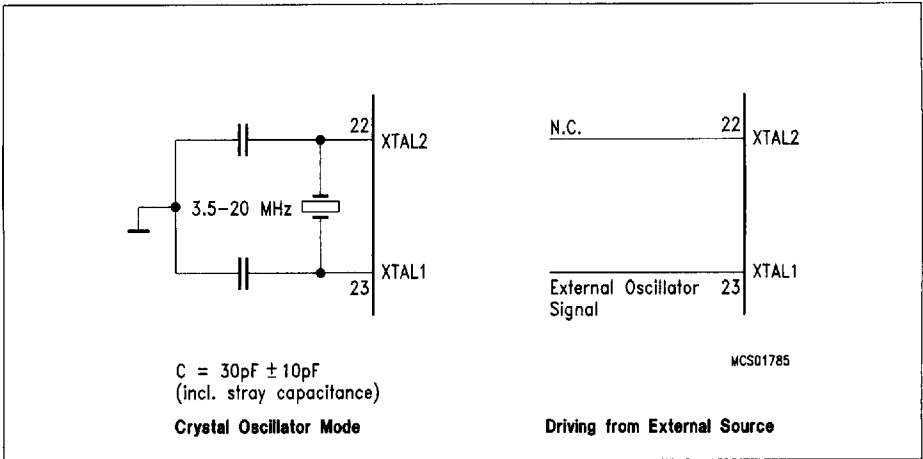 22
XTAL2
3.5-20 MHz
XTAL1
23
C = 30pF ± 10pF
(incl. stray capacitance)
Crystal Oscillator Mode
N.C.
22
XTAL2
XTAL1
External Oscillator
23
Signal
MCS01785
Driving from External Source